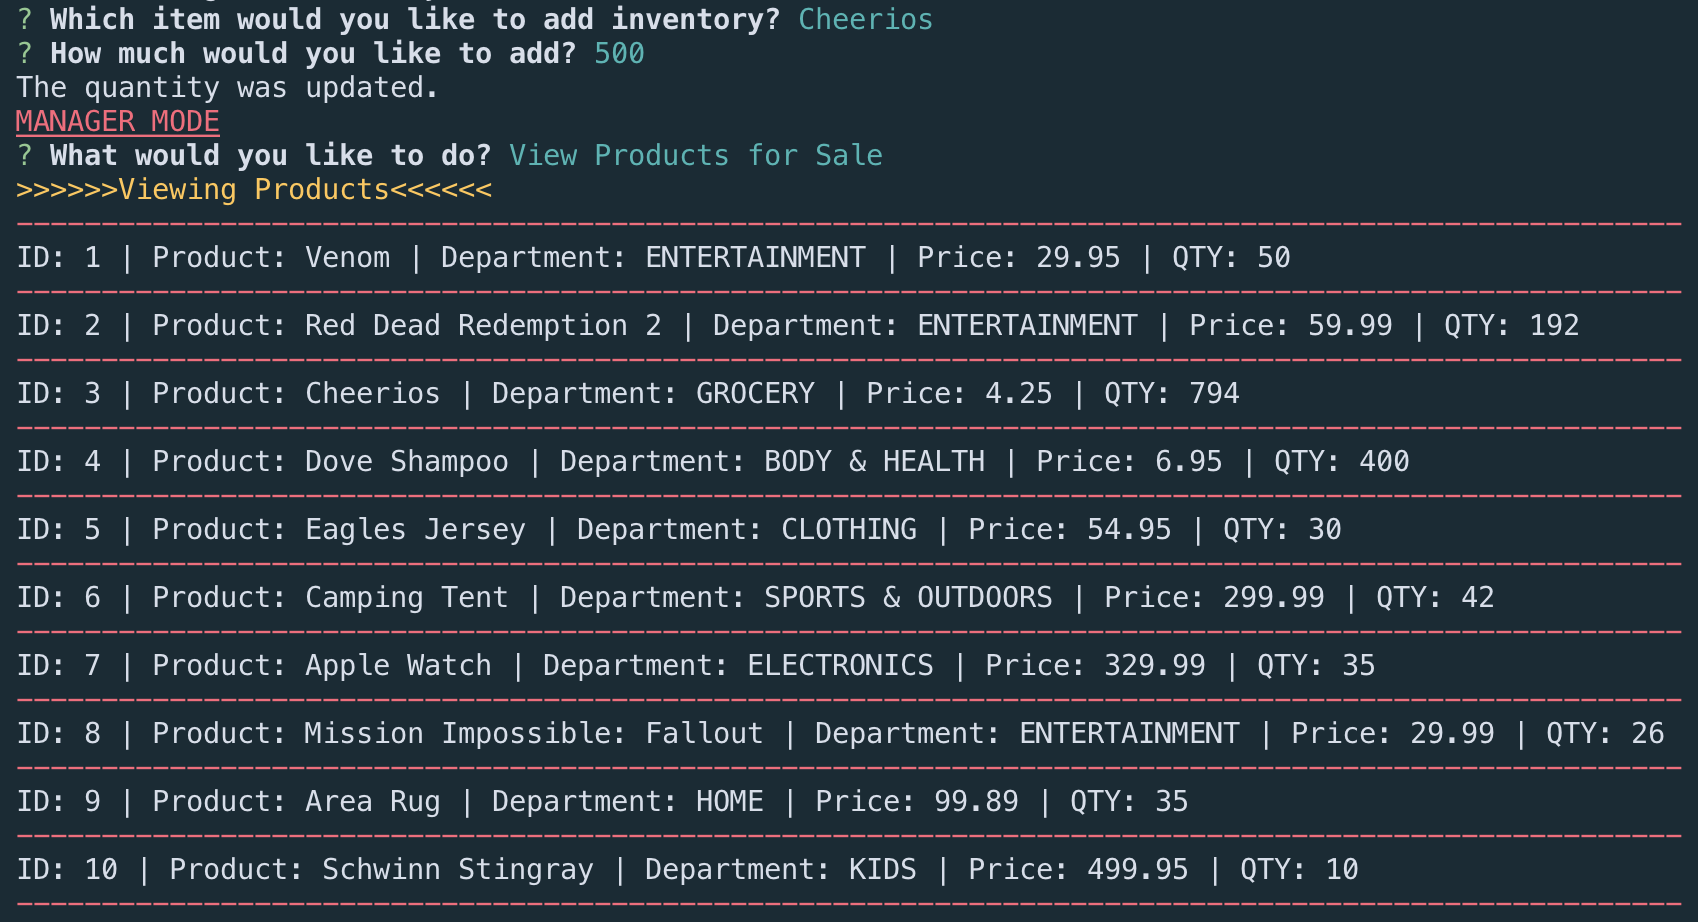 ? Which item would you like to add inventory? Cheerios
? How much would you like to add? 500
The quantity was updated.
MANAGER MODE
? What would you like to do? View Products for Sale
>>>>>>Viewing Products<<<<<<
--------------------------------------------------------------------------------------------------
ID: 1 | Product: Venom | Department: ENTERTAINMENT | Price: 29.95 | QTY: 50
--------------------------------------------------------------------------------------------------
ID: 2 | Product: Red Dead Redemption 2 | Department: ENTERTAINMENT | Price: 59.99 | QTY: 192
--------------------------------------------------------------------------------------------------
ID: 3 | Product: Cheerios | Department: GROCERY | Price: 4.25 | QTY: 794
--------------------------------------------------------------------------------------------------
ID: 4 | Product: Dove Shampoo | Department: BODY & HEALTH | Price: 6.95 | QTY: 400
--------------------------------------------------------------------------------------------------
ID: 5 | Product: Eagles Jersey | Department: CLOTHING | Price: 54.95 | QTY: 30
--------------------------------------------------------------------------------------------------
ID: 6 | Product: Camping Tent | Department: SPORTS & OUTDOORS | Price: 299.99 | QTY: 42
--------------------------------------------------------------------------------------------------
ID: 7 | Product: Apple Watch | Department: ELECTRONICS | Price: 329.99 | QTY: 35
--------------------------------------------------------------------------------------------------
ID: 8 | Product: Mission Impossible: Fallout | Department: ENTERTAINMENT | Price: 29.99 | QTY: 26
--------------------------------------------------------------------------------------------------
ID: 9 | Product: Area Rug | Department: HOME | Price: 99.89 | QTY: 35
--------------------------------------------------------------------------------------------------
ID: 10 | Product: Schwinn Stingray | Department: KIDS | Price: 499.95 | QTY: 10
--------------------------------------------------------------------------------------------------